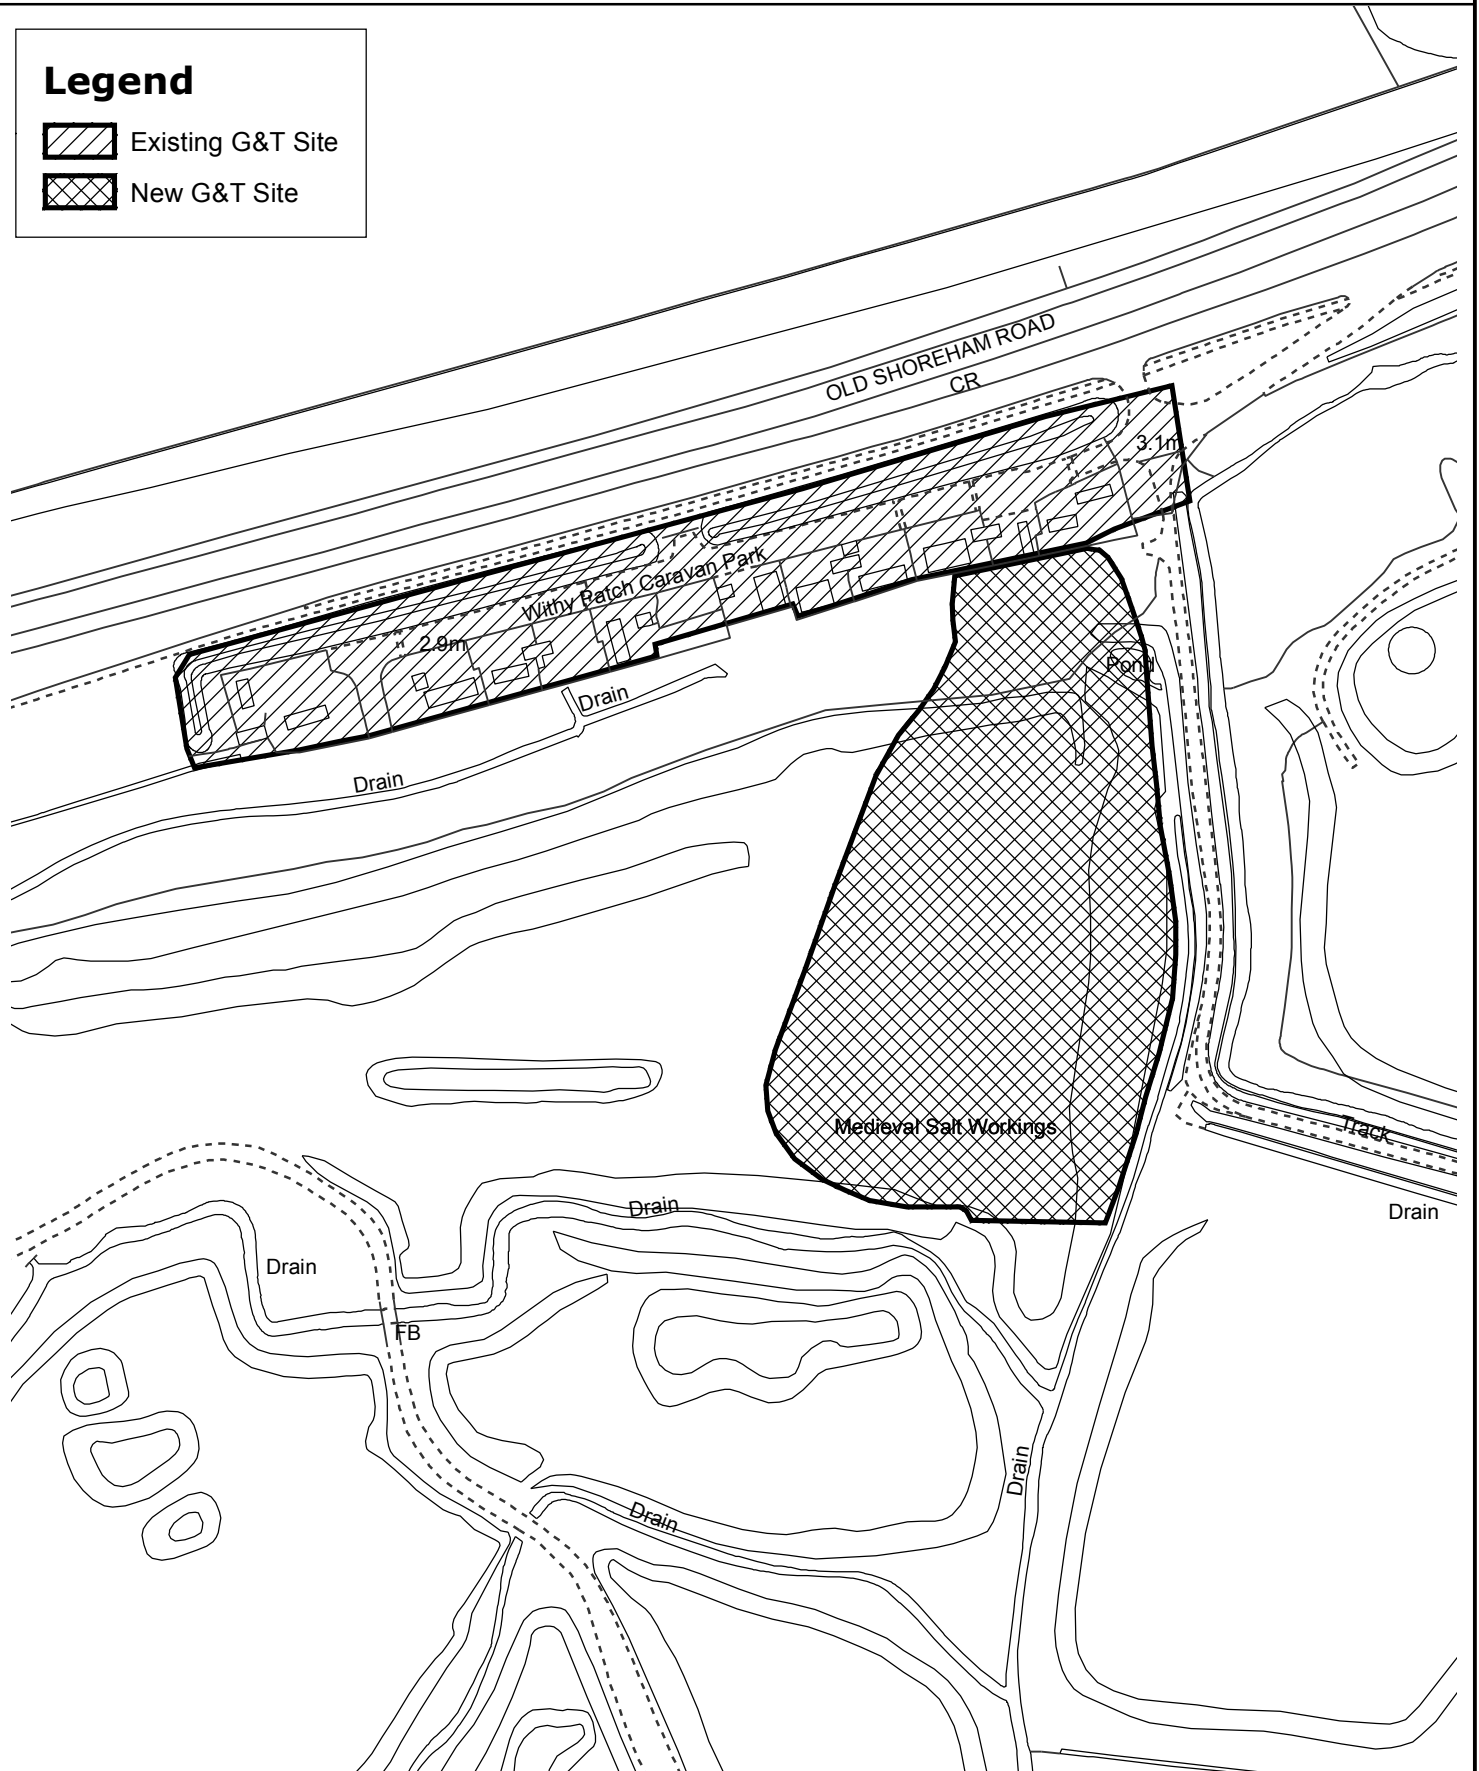 Legend
Existing G&T Site
New G&T Site
OLD SHOREHAM ROAD
CR
3.1m
Withy Patch Caravan Park
2.9m
Pond
Drain
Drain
Medieval Salt Workings
Track
Drain
Drain
Drain
FB
Drain
Drain